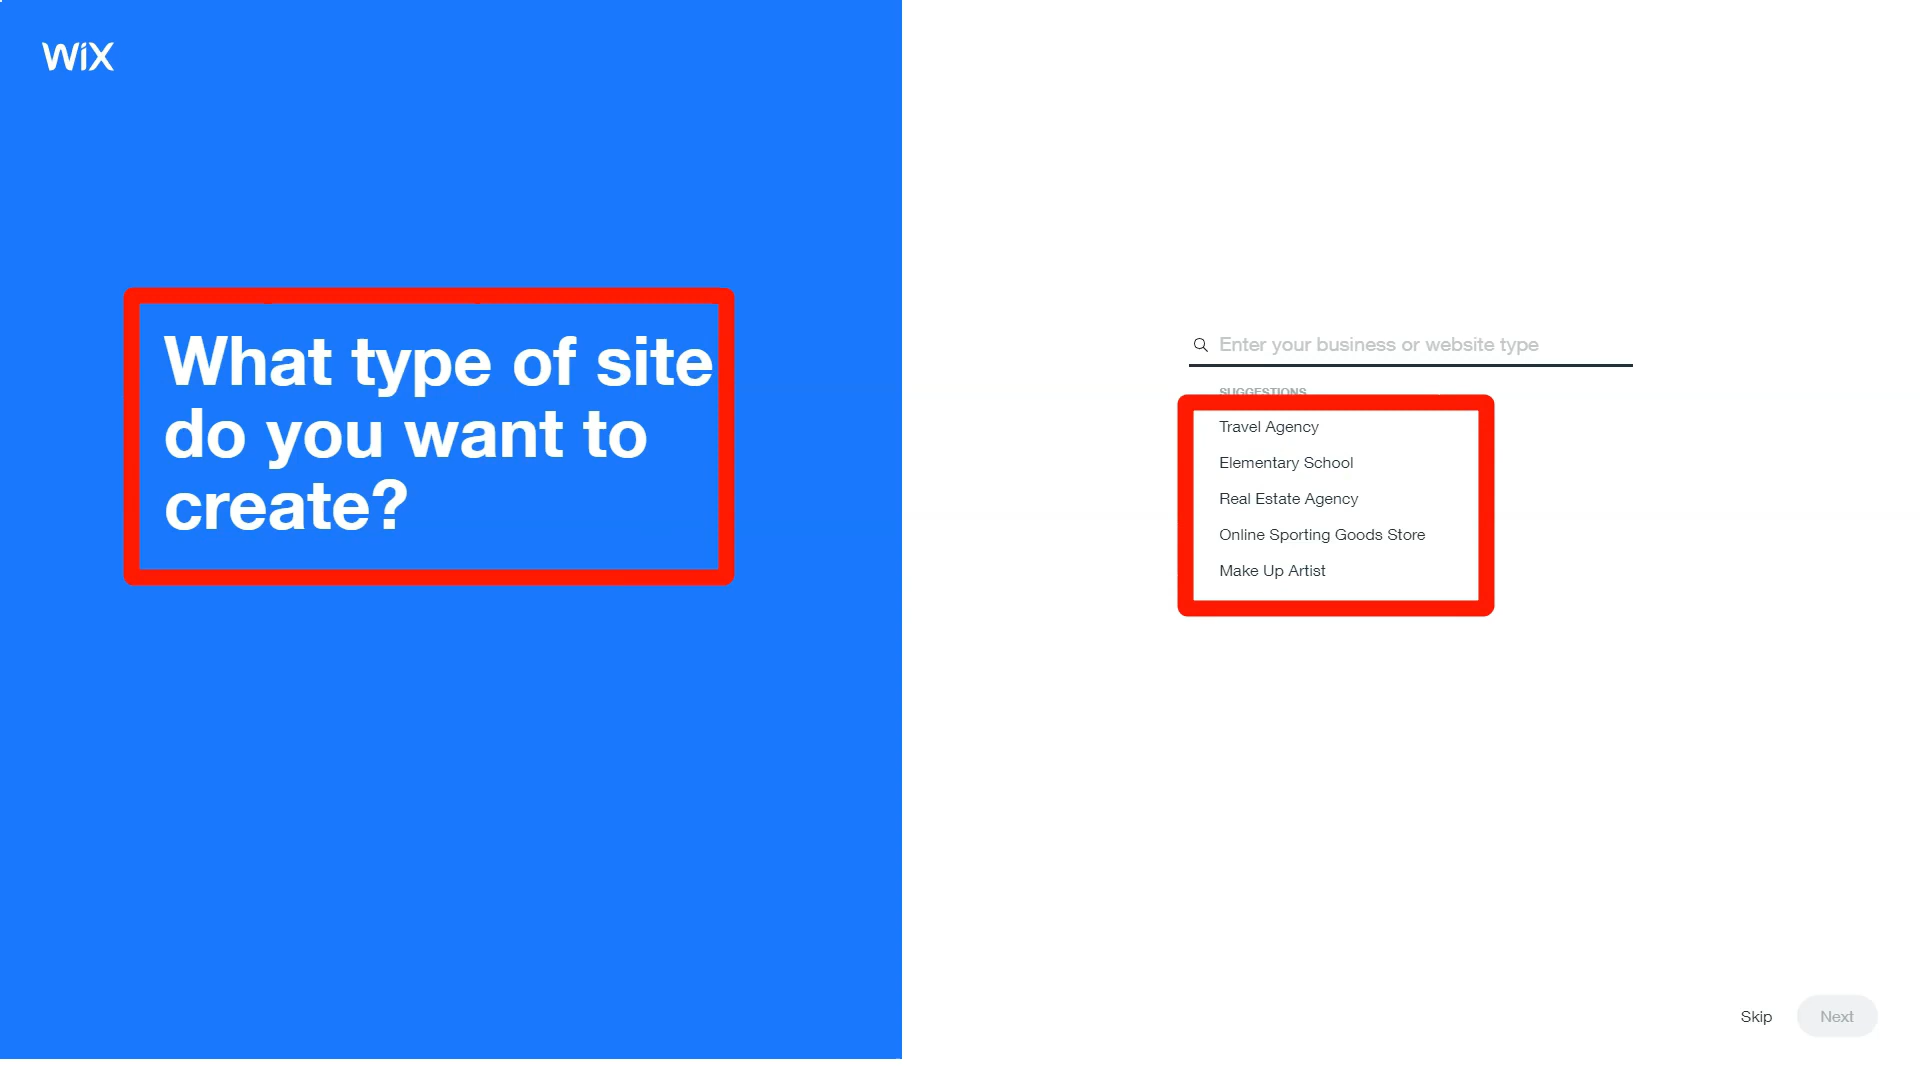 WiX
What type of site
do you want to
create?
Enter your business or website type
SUGGESTIONS
Travel Agency
Elementary School
Real Estate Agency
Online Sporting Goods Store
Make Up Artist
Skip
Next